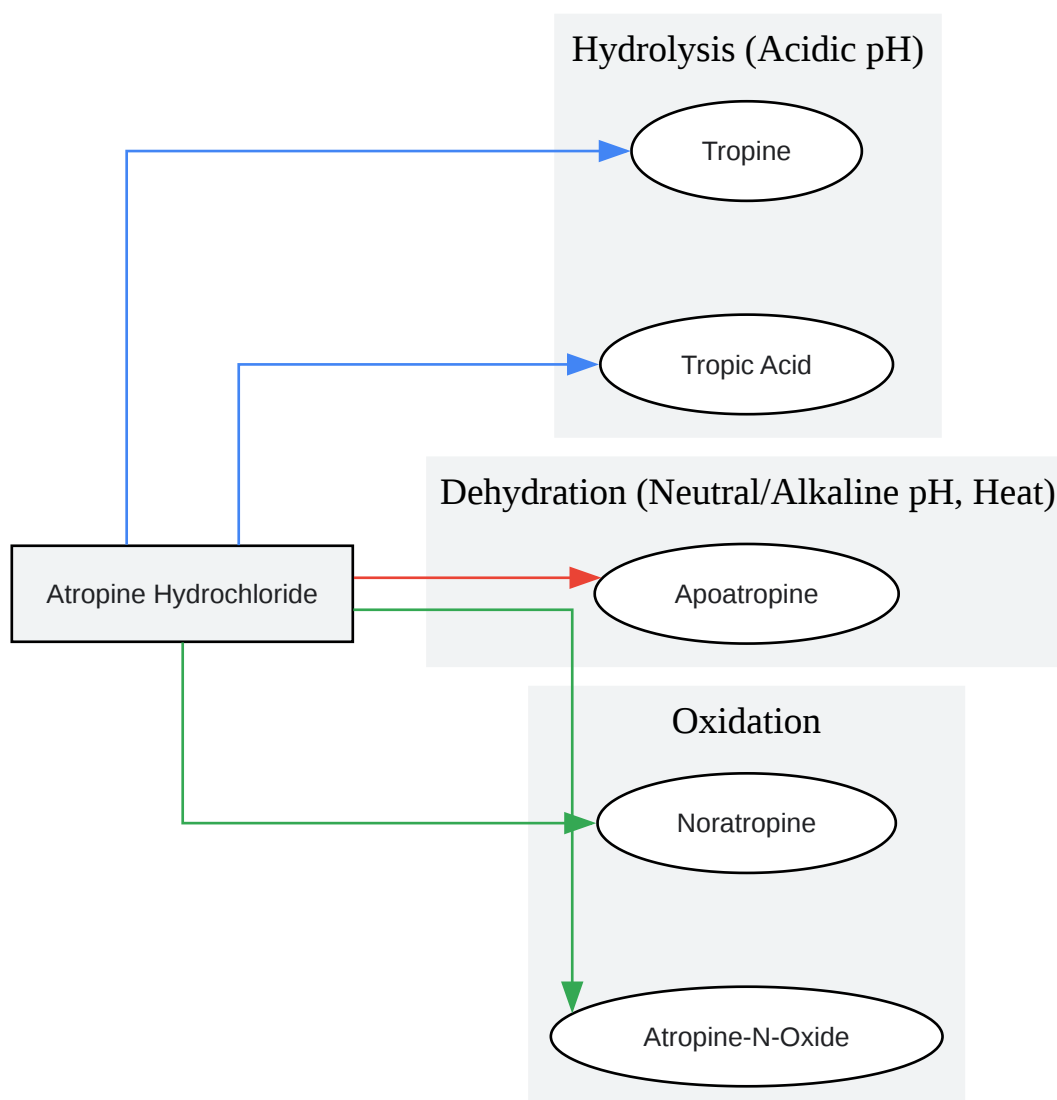 Hydrolysis (Acidic pH)
Tropine
Tropic Acid
Dehydration (Neutral/Alkaline pH, Heat)
Atropine Hydrochloride
Apoatropine
Oxidation
Noratropine
Atropine-N-Oxide